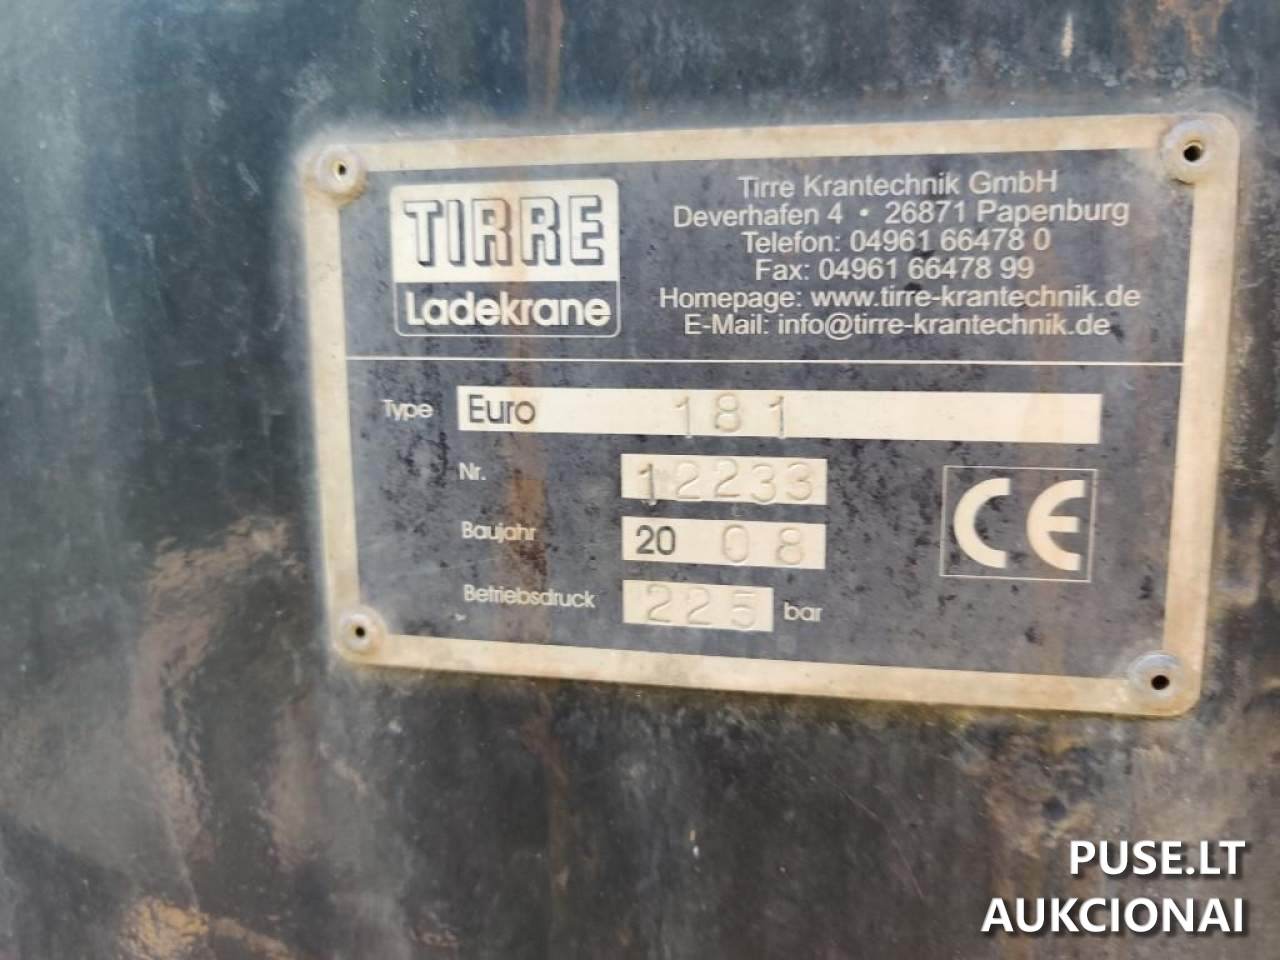 TIRRE
Ladekrane
Tirre Krantechnik GmbH
Deverhafen 4 • 26871 Papenburg
Telefon: 04961 66478 0
Fax: 04961 66478 99
Homepage: www.tirre-krantechnik.de
E-Mail: info@tirre-krantechnik.de
Type Euro 181
Nr. 12233
Baujahr 20 08
Betriebsdruck 225 bar
CE
PUSE.LT
AUKCIONAI